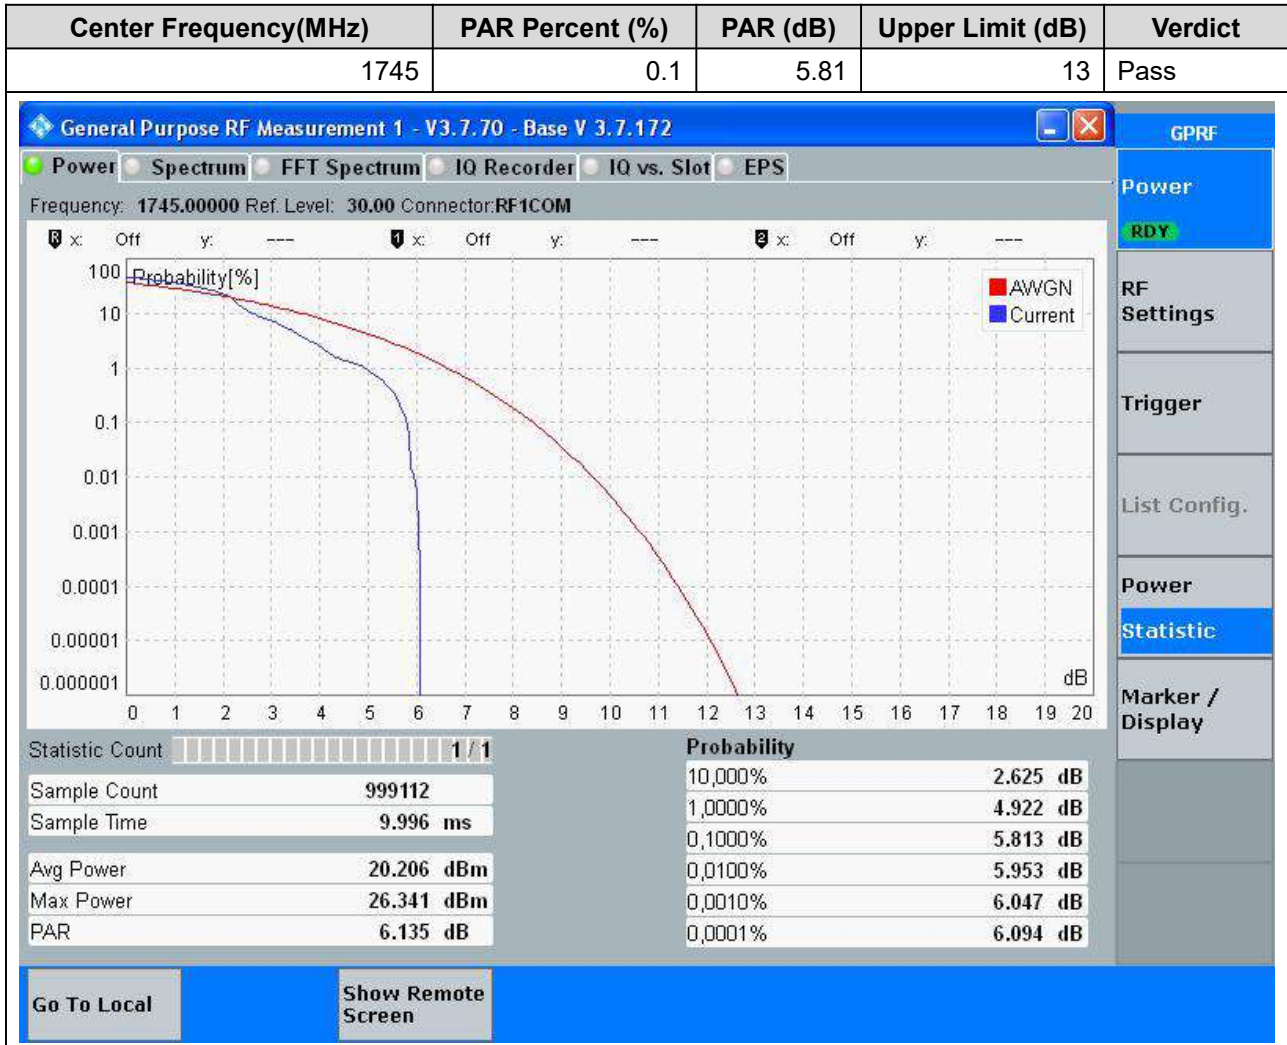 Center Frequency(MHz) PAR Percent (%) PAR (dB) Upper Limit (dB) Verdict
1745 0.1 5.81 13 Pass
General Purpose RF Measurement 1 - V3.7.70 - Base V 3.7.172
GPRF
Power Spectrum FFT Spectrum IQ Recorder IQ vs. Slot EPS
Power
RDY
Frequency: 1745.00000 Ref. Level: 30.00 Connector:RF1COM
R x: Off y: --- 1 x: Off y: --- 2 x: Off y: ---
Probability[%]
AWGN
Current
100
10
1
0.1
0.01
0.001
0.0001
0.00001
0.000001
dB
0 1 2 3 4 5 6 7 8 9 10 11 12 13 14 15 16 17 18 19 20
RF
Settings
Trigger
List Config.
Power
Statistic
Marker /
Display
Statistic Count 1 / 1
Sample Count 999112
Sample Time 9.996 ms
Avg Power 20.206 dBm
Max Power 26.341 dBm
PAR 6.135 dB
Probability
10,000% 2.625 dB
1,0000% 4.922 dB
0,1000% 5.813 dB
0,0100% 5.953 dB
0,0010% 6.047 dB
0,0001% 6.094 dB
Go To Local
Show Remote
Screen